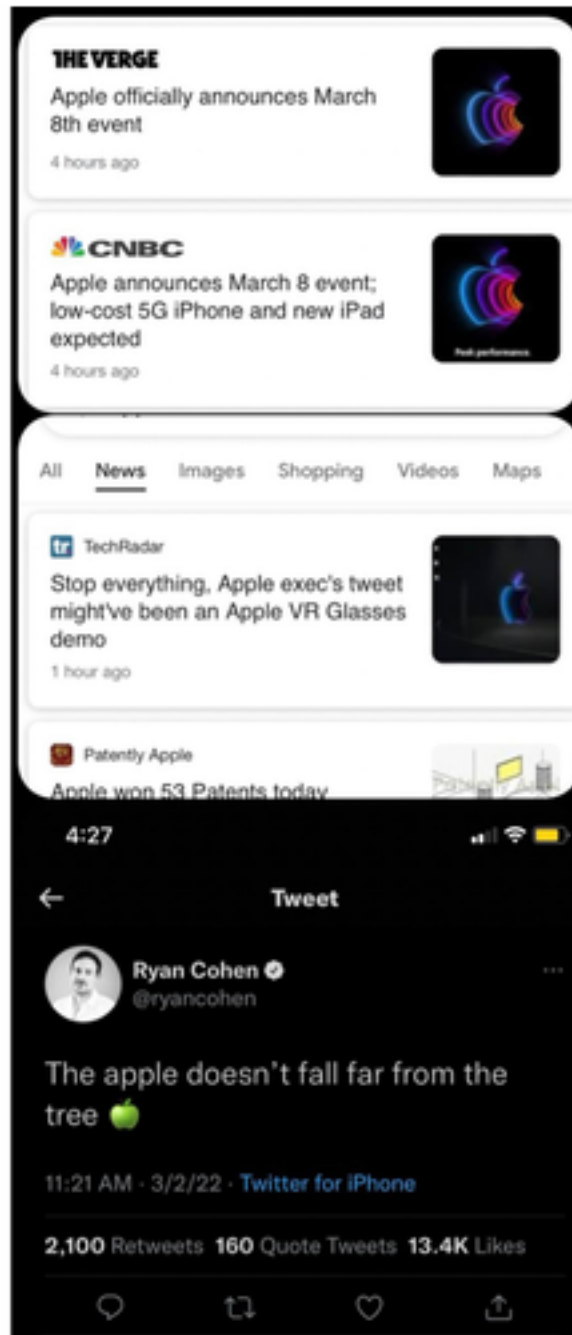 THE VERGE
Apple officially announces March
8th event
4 hours ago
CNBC
Apple announces March 8 event;
low-cost 5G iPhone and new iPad
expected
4 hours ago
Peek performance.
All News Images Shopping Videos Maps
tr TechRadar
Stop everything, Apple exec's tweet
might've been an Apple VR Glasses
demo
1 hour ago
Patently Apple
Apple won 53 Patents today
4:27
Tweet
Ryan Cohen
@ryancohen
The apple doesn't fall far from the
tree 🍏
11:21 AM · 3/2/22 · Twitter for iPhone
2,100 Retweets 160 Quote Tweets 13.4K Likes